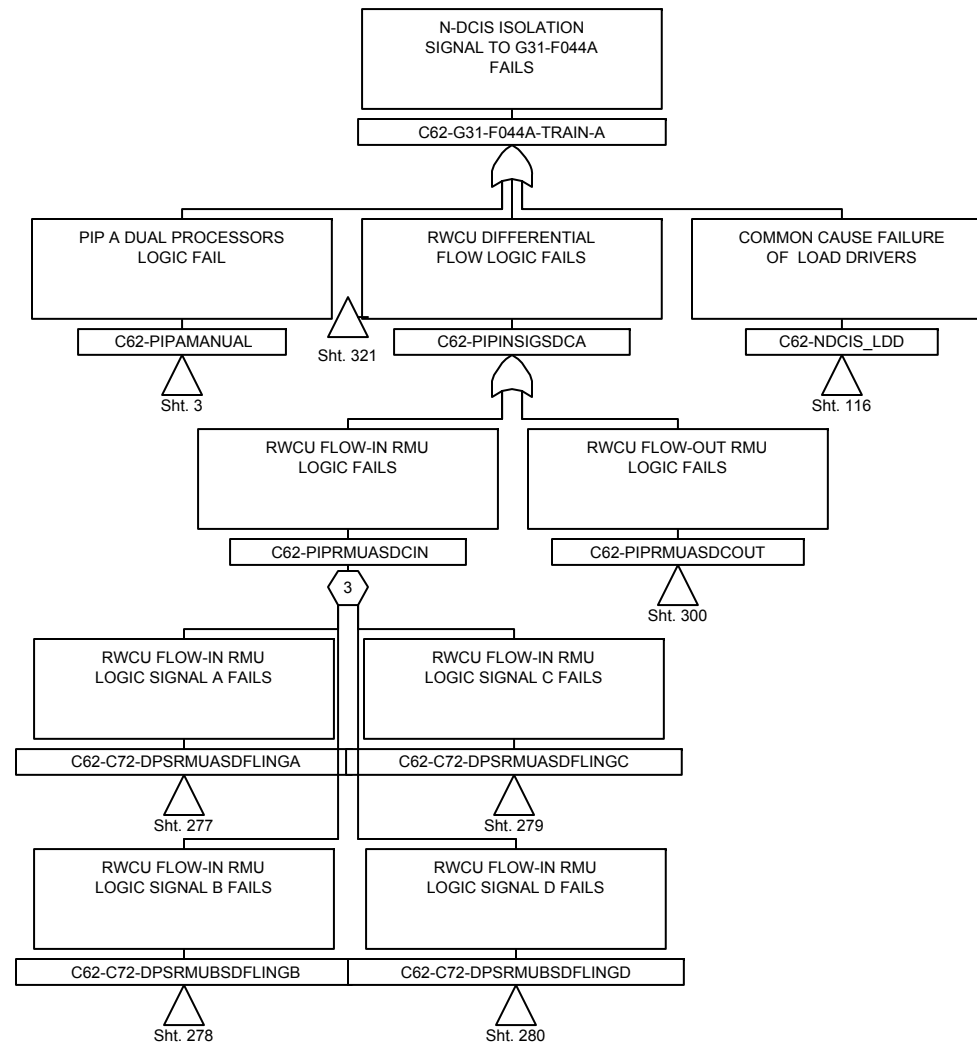 N-DCIS ISOLATION
SIGNAL TO G31-F044A
FAILS
C62-G31-F044A-TRAIN-A
PIP A DUAL PROCESSORS
LOGIC FAIL
C62-PIPAMANUAL
Sht. 3
Sht. 321
RWCU DIFFERENTIAL
FLOW LOGIC FAILS
C62-PIPINSIGSDCA
COMMON CAUSE FAILURE
OF LOAD DRIVERS
C62-NDCIS_LDD
Sht. 116
RWCU FLOW-IN RMU
LOGIC FAILS
C62-PIPRMUASDCIN
3
RWCU FLOW-OUT RMU
LOGIC FAILS
C62-PIPRMUASDCOUT
Sht. 300
RWCU FLOW-IN RMU
LOGIC SIGNAL A FAILS
C62-C72-DPSRMUASDFLINGA
Sht. 277
RWCU FLOW-IN RMU
LOGIC SIGNAL C FAILS
C62-C72-DPSRMUASDFLINGC
Sht. 279
RWCU FLOW-IN RMU
LOGIC SIGNAL B FAILS
C62-C72-DPSRMUBSDFLINGB
Sht. 278
RWCU FLOW-IN RMU
LOGIC SIGNAL D FAILS
C62-C72-DPSRMUBSDFLINGD
Sht. 280